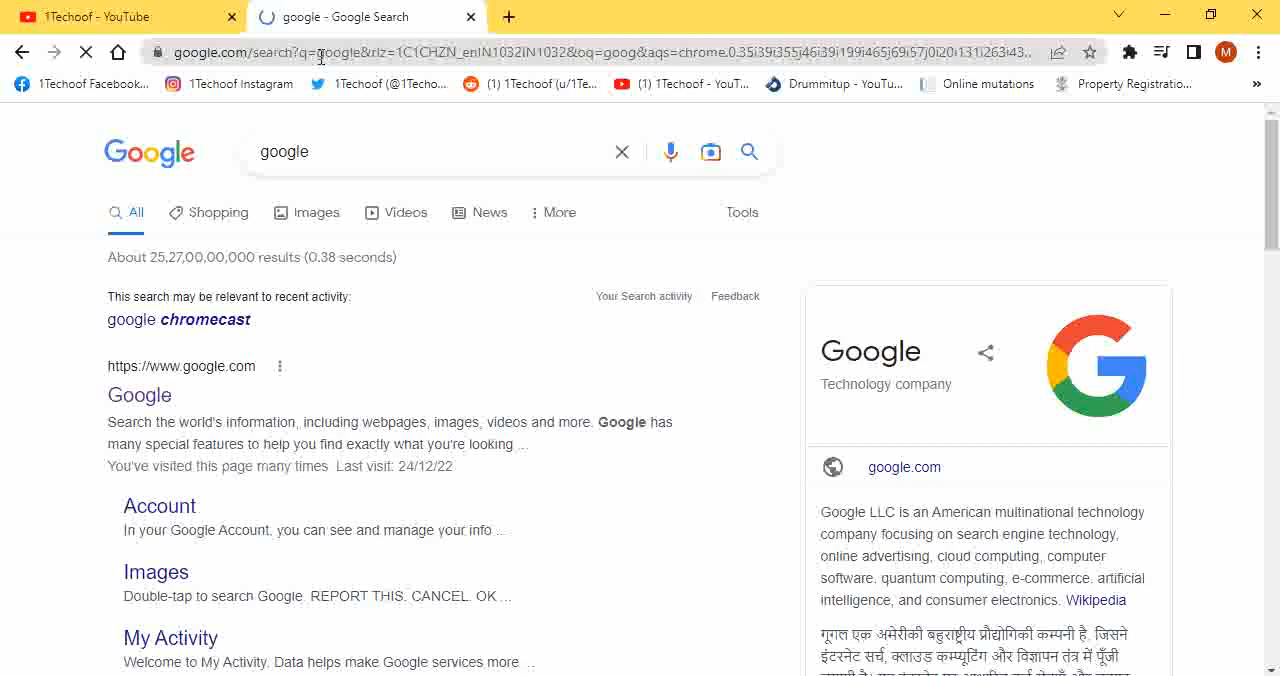 1Techoof - YouTube
google - Google Search
google.com/search?q=google&rlz=1C1CHZN_enIN1032IN1032&oq=goog&aqs=chrome.0.35i39i355j46i39i199i465j69i57j0i20i131i263i43...
1Techoof Facebook...
1Techoof Instagram
1Techoof (@1Techo...
(1) 1Techoof (u/1Te...
(1) 1Techoof - YouT...
Drummitup - YouTu...
Online mutations
Property Registratio...
»
M
Google
google
All
Shopping
Images
Videos
News
More
Tools
About 25,27,00,00,000 results (0.38 seconds)
This search may be relevant to recent activity:
Your Search activity
Feedback
google chromecast
https://www.google.com
Google
Search the world's information, including webpages, images, videos and more. Google has
many special features to help you find exactly what you're looking ...
You've visited this page many times. Last visit: 24/12/22
Account
In your Google Account, you can see and manage your info ...
Images
Double-tap to search Google. REPORT THIS. CANCEL. OK ...
My Activity
Welcome to My Activity. Data helps make Google services more ...
Google
Technology company
google.com
Google LLC is an American multinational technology
company focusing on search engine technology,
online advertising, cloud computing, computer
software, quantum computing, e-commerce, artificial
intelligence, and consumer electronics. Wikipedia
गूगल एक अमेरीकी बहुराष्ट्रीय प्रौद्योगिकी कम्पनी है, जिसने
इंटरनेट सर्च, क्लाउड कम्प्यूटिंग और विज्ञापन तंत्र में पूँजी